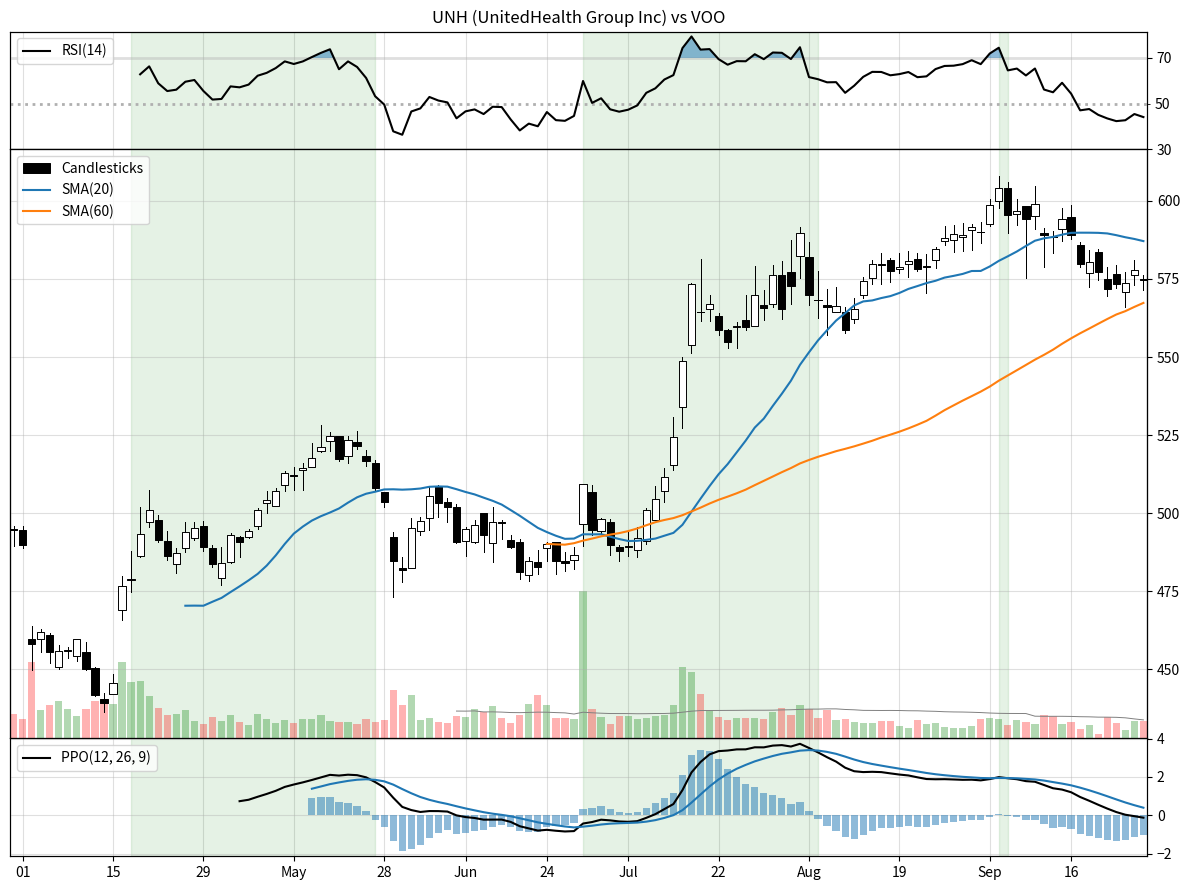 UNH (UnitedHealth Group Inc) vs VOO
RSI(14)
70
50
30
Candlesticks
SMA(20)
SMA(60)
600
575
550
525
500
475
450
PPO(12, 26, 9)
4
2
0
−2
01 15 29 May 28 Jun 24 Jul 22 Aug 19 Sep 16